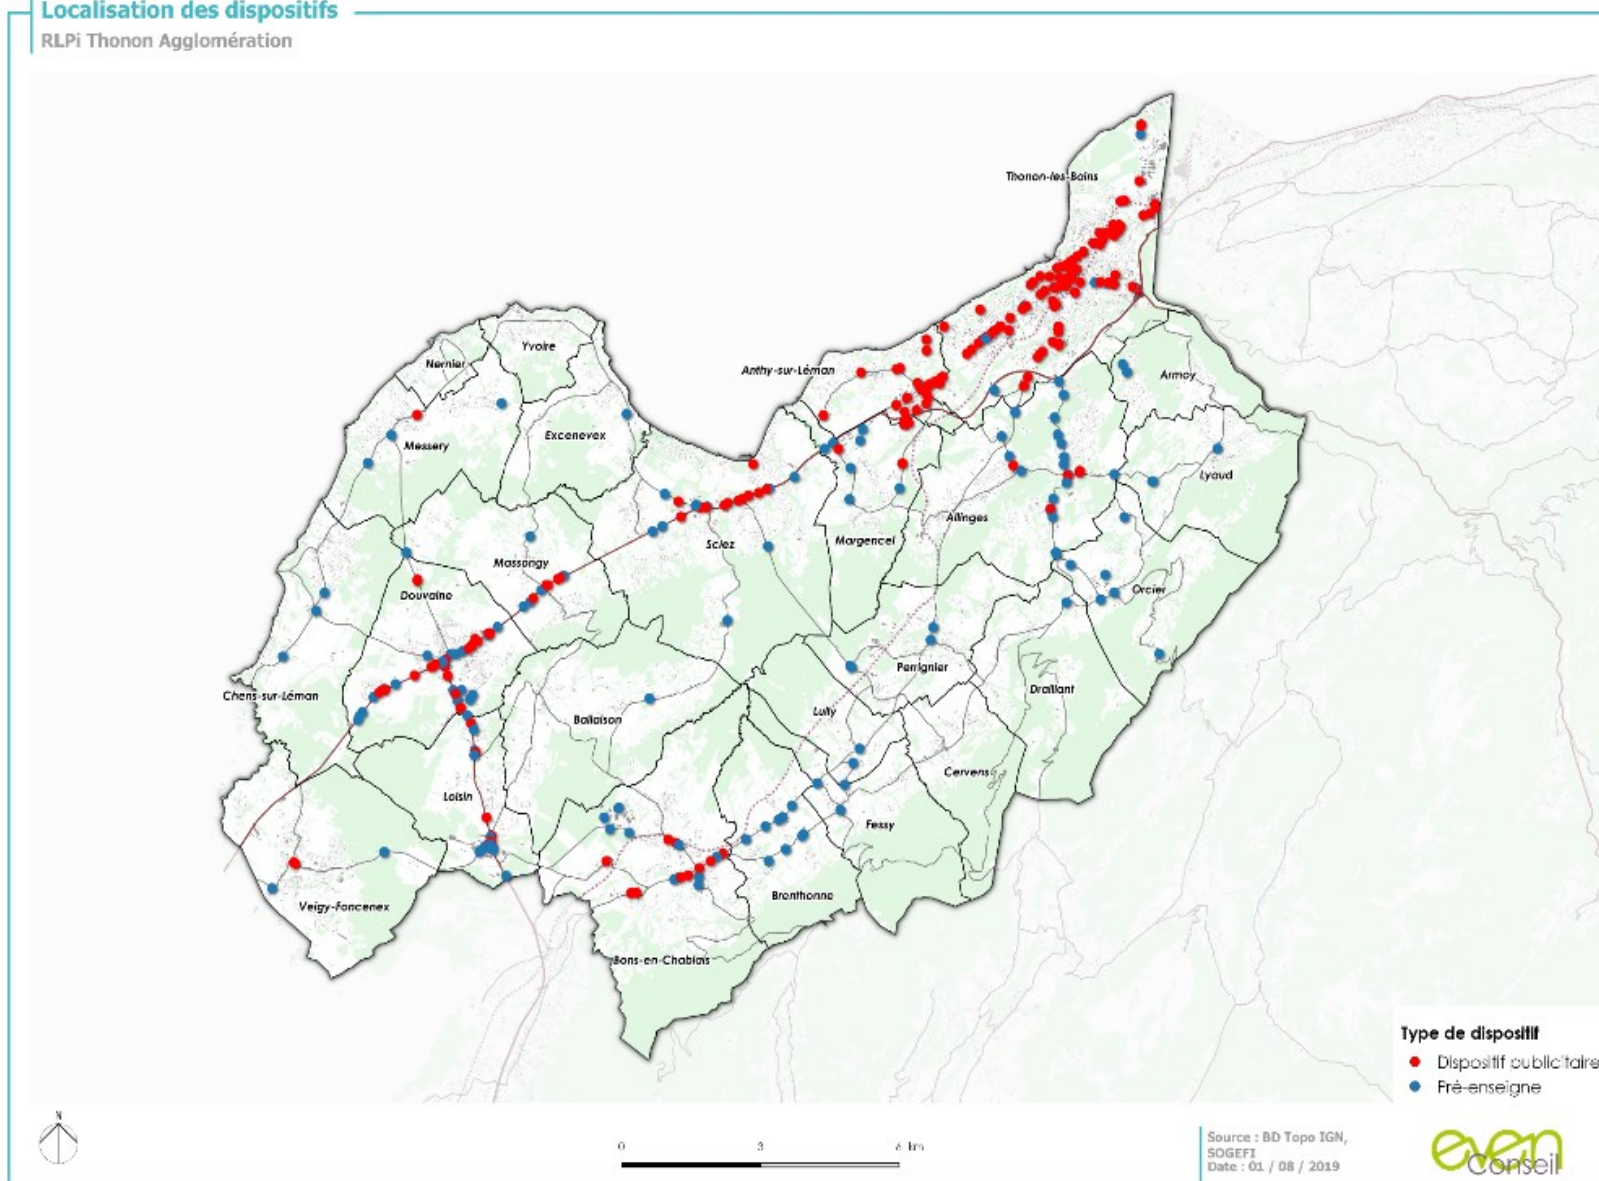 Localisation des dispositifs
RLPi Thonon Agglomération
Thonon-les-Bains
Yvoire
Nernier
Anthy-sur-Léman
Armoy
Messery
Excenevex
Lyaud
Allinges
Margencel
Sciez
Massongy
Douvaine
Orcier
Perrignier
Draillant
Chens-sur-Léman
Ballaison
Lully
Cervens
Loisin
Fessy
Brenthonne
Veigy-Foncenex
Bons-en-Chablais
Type de dispositif
Dispositif publicitaire
Pré-enseigne
N
0 3 6 km
Source : BD Topo IGN,
SOGEFI
Date : 01 / 08 / 2019
even
Conseil